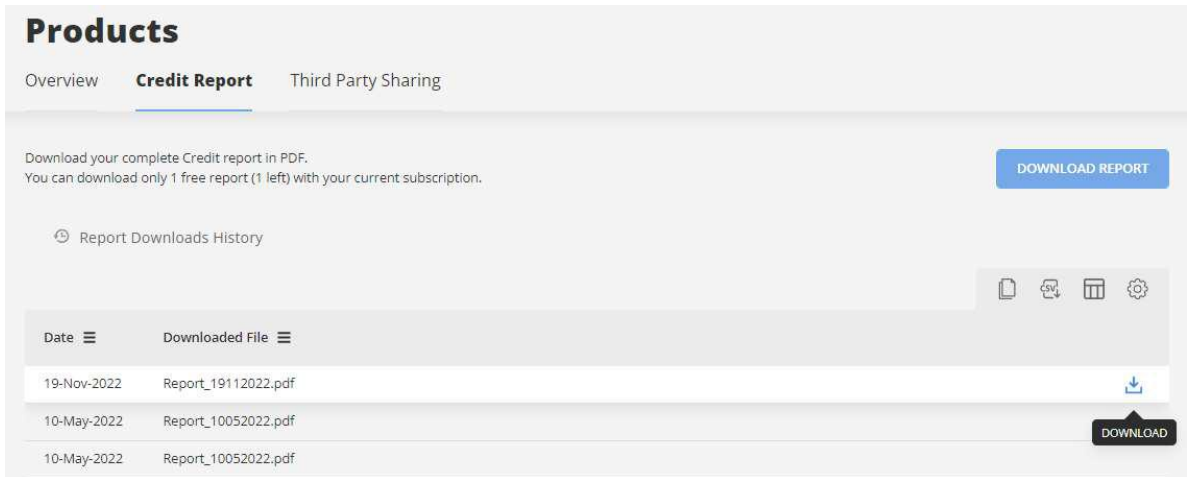 Products
Overview Credit Report Third Party Sharing
Download your complete Credit report in PDF.
You can download only 1 free report (1 left) with your current subscription.
DOWNLOAD REPORT
Report Downloads History
CSV
Date Downloaded File
19-Nov-2022 Report_19112022.pdf
10-May-2022 Report_10052022.pdf
DOWNLOAD
10-May-2022 Report_10052022.pdf